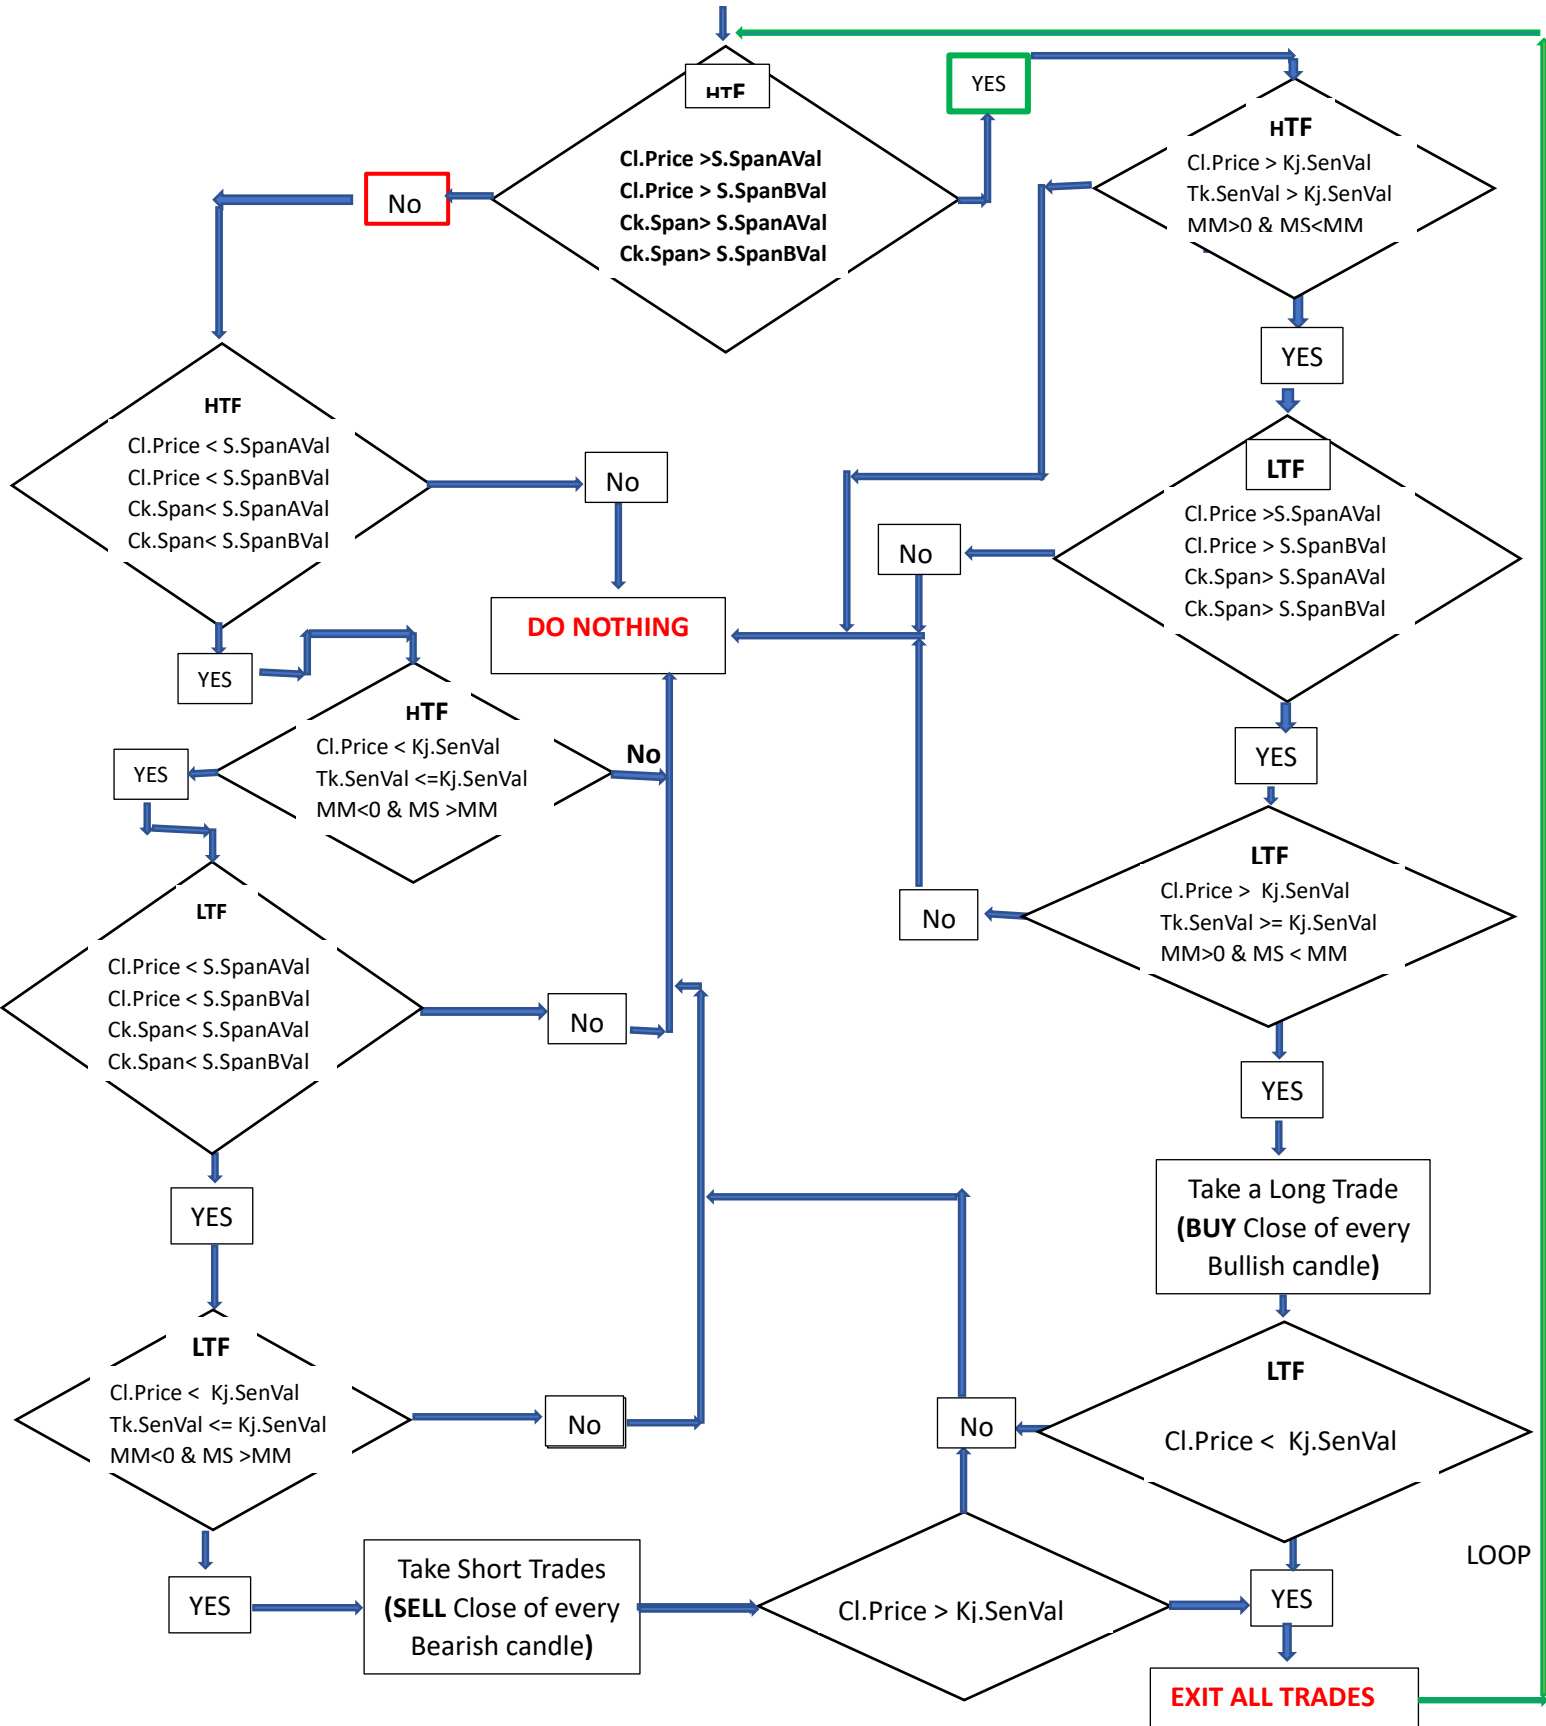 HTF
Cl.Price >S.SpanAVal
Cl.Price > S.SpanBVal
Ck.Span> S.SpanAVal
Ck.Span> S.SpanBVal
YES
No
HTF
Cl.Price > Kj.SenVal
Tk.SenVal > Kj.SenVal
MM>0 & MS<MM
YES
HTF
Cl.Price < S.SpanAVal
Cl.Price < S.SpanBVal
Ck.Span< S.SpanAVal
Ck.Span< S.SpanBVal
No
LTF
Cl.Price >S.SpanAVal
Cl.Price > S.SpanBVal
Ck.Span> S.SpanAVal
Ck.Span> S.SpanBVal
No
DO NOTHING
YES
HTF
Cl.Price < Kj.SenVal
Tk.SenVal <=Kj.SenVal
MM<0 & MS >MM
No
YES
YES
LTF
Cl.Price > Kj.SenVal
Tk.SenVal >= Kj.SenVal
MM>0 & MS < MM
No
LTF
Cl.Price < S.SpanAVal
Cl.Price < S.SpanBVal
Ck.Span< S.SpanAVal
Ck.Span< S.SpanBVal
No
YES
YES
Take a Long Trade
(BUY Close of every
Bullish candle)
LTF
Cl.Price < Kj.SenVal
Tk.SenVal <= Kj.SenVal
MM<0 & MS >MM
No
No
LTF
Cl.Price < Kj.SenVal
YES
Take Short Trades
(SELL Close of every
Bearish candle)
Cl.Price > Kj.SenVal
YES
LOOP
EXIT ALL TRADES